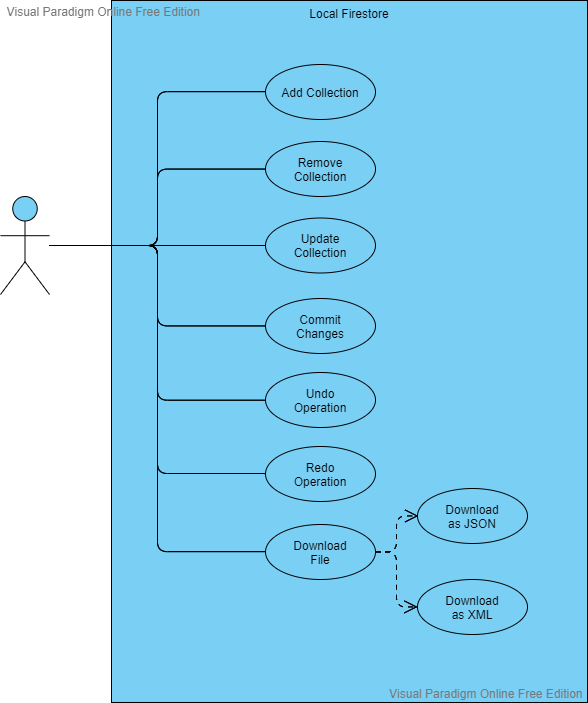 Visual Paradigm Online Free Edition
Local Firestore
Add Collection
Remove
Collection
Update
Collection
Commit
Changes
Undo
Operation
Redo
Operation
Download
File
Download
as JSON
Download
as XML
Visual Paradigm Online Free Edition